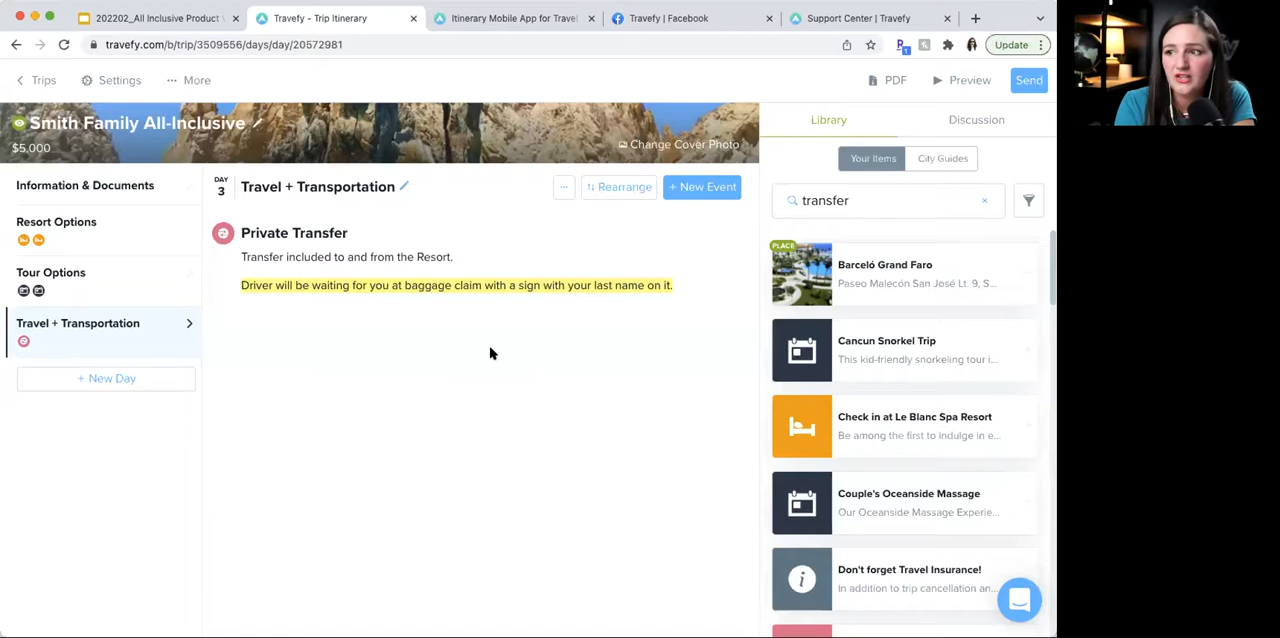 202202_All Inclusive Product
Travefy - Trip Itinerary
Itinerary Mobile App for Travel
Travefy | Facebook
Support Center | Travefy
travefy.com/b/trip/3509556/days/day/20572981
Update
Trips
Settings
More
PDF
Preview
Send
Smith Family All-Inclusive
$5,000
Change Cover Photo
Library
Discussion
Your Items
City Guides
transfer
Information & Documents
Resort Options
Tour Options
Travel + Transportation
+ New Day
DAY
3
Travel + Transportation
...
↑↓ Rearrange
+ New Event
Private Transfer
Transfer included to and from the Resort.
Driver will be waiting for you at baggage claim with a sign with your last name on it.
PLACE
Barceló Grand Faro
Paseo Malecón San José Lt. 9, S...
Cancun Snorkel Trip
This kid-friendly snorkeling tour i...
Check in at Le Blanc Spa Resort
Be among the first to indulge in e...
Couple's Oceanside Massage
Our Oceanside Massage Experie...
Don't forget Travel Insurance!
In addition to trip cancellation an...